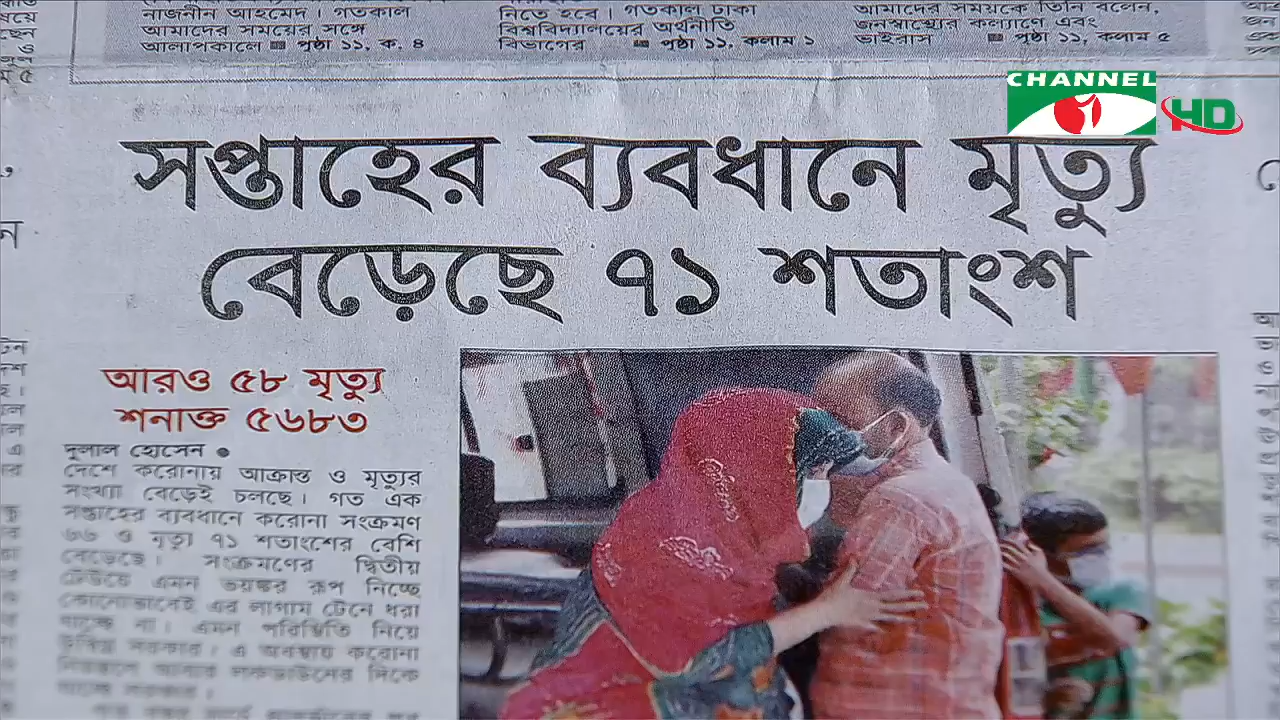 নাজনীন আহমেদ। গতকাল
আমাদের সময়ের সঙ্গে
আলাপকালে ■ পৃষ্ঠা ১১, ক. ৪
নিতে হবে। গতকাল ঢাকা
বিশ্ববিদ্যালয়ের অর্থনীতি
বিভাগের ■ পৃষ্ঠা ১১, কলাম ১
আমাদের সময়কে তিনি বলেন,
জনস্বাস্থ্যের কল্যাণে এবং
ভাইরাস ■ পৃষ্ঠা ১১, কলাম ৫
CHANNEL
HD
সপ্তাহের ব্যবধানে মৃত্যু
বেড়েছে ৭১ শতাংশ
আরও ৫৮ মৃত্যু
শনাক্ত ৫৬৮৩
দুলাল হোসেন ●
দেশে করোনায় আক্রান্ত ও মৃত্যুর
সংখ্যা বেড়েই চলছে। গত এক
সপ্তাহের ব্যবধানে করোনা সংক্রমণ
৬৬ ও মৃত্যু ৭১ শতাংশের বেশি
বেড়েছে। সংক্রমণের দ্বিতীয়
ঢেউয়ে এমন ভয়ঙ্কর রূপ নিচ্ছে
কোনোভাবেই এর লাগাম টেনে ধরা
যাচ্ছে না। এমন পরিস্থিতি নিয়ে
উদ্বিগ্ন সরকার। এ অবস্থায় করোনা
নিয়ন্ত্রণে আবার লকডাউনের দিকে
যাচ্ছে সরকার।